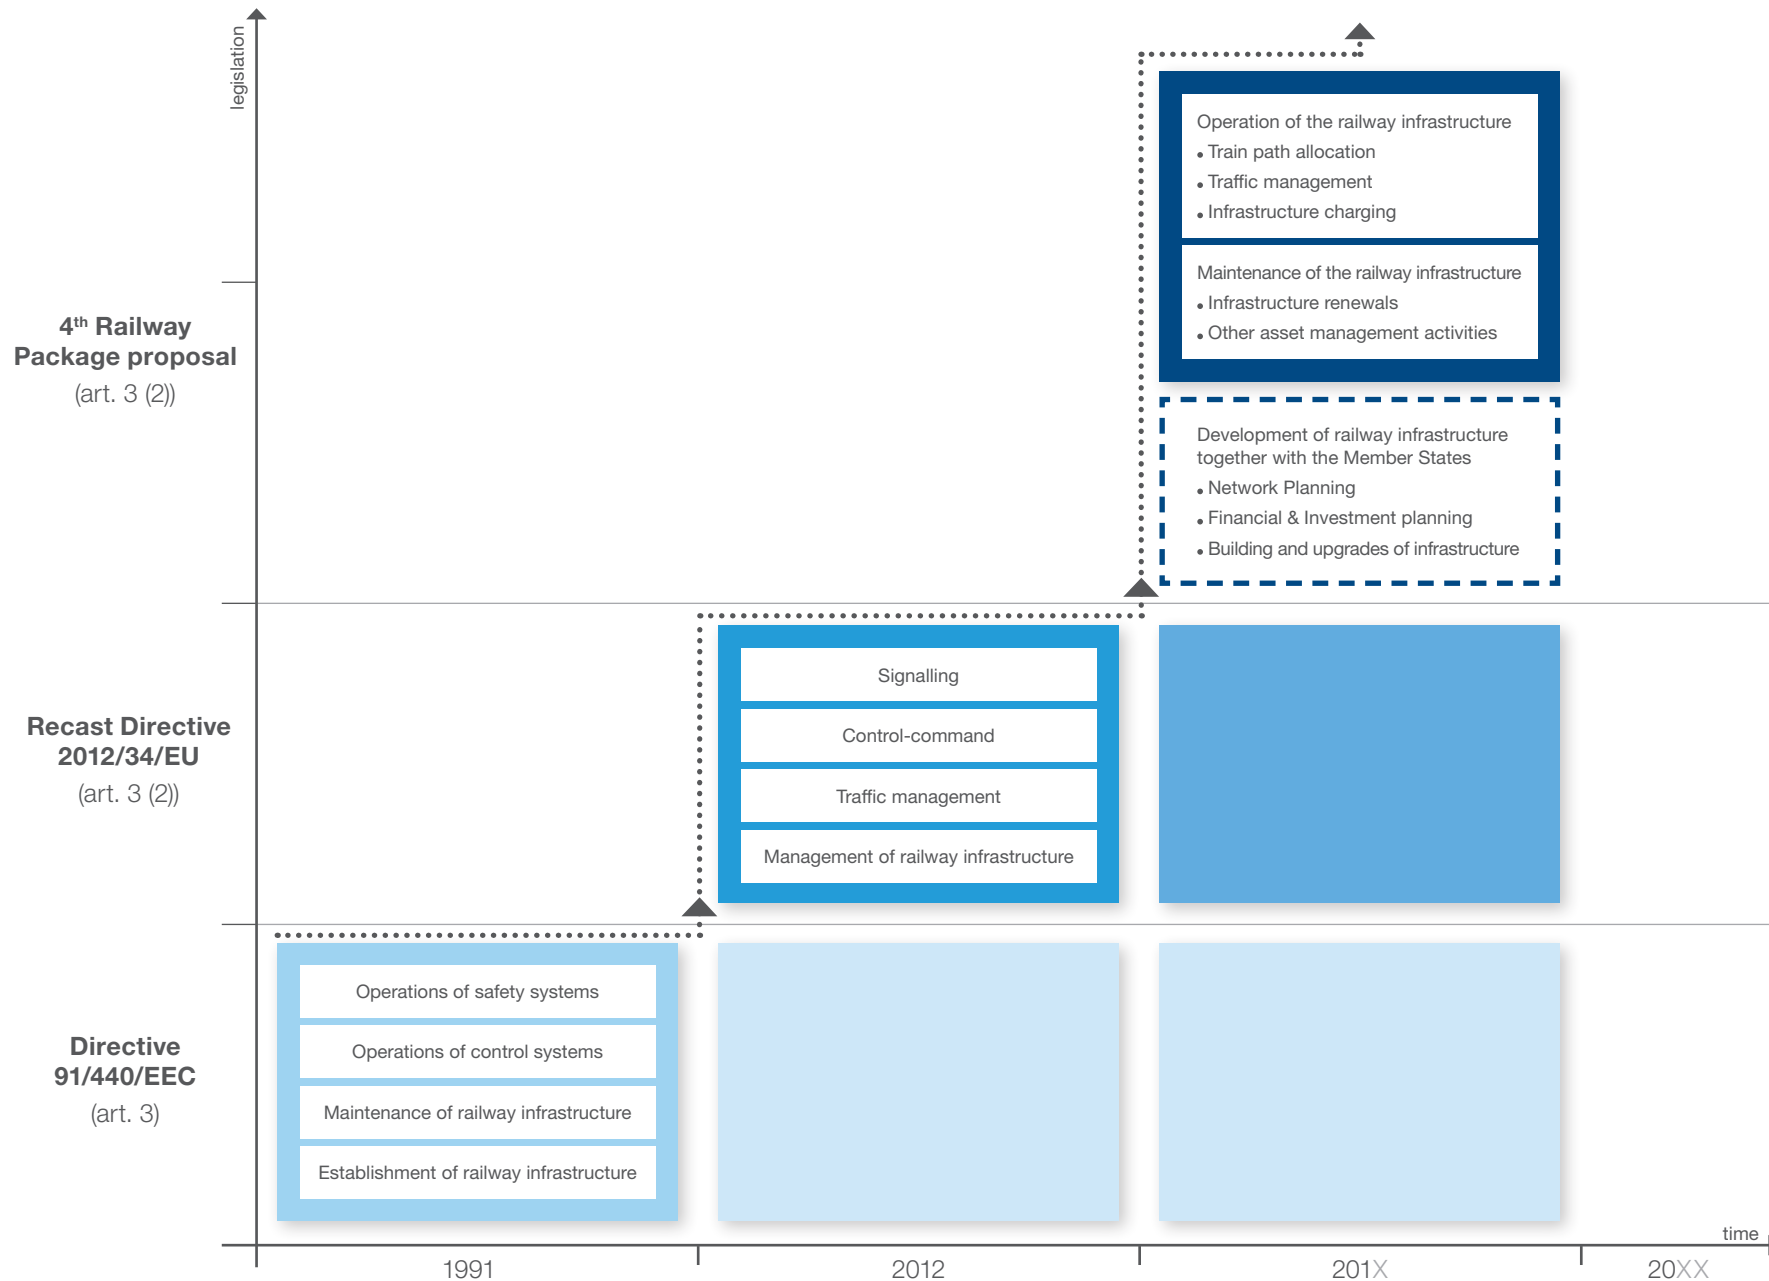 legislation
4th Railway
Package proposal
(art. 3 (2))
Operation of the railway infrastructure
• Train path allocation
• Traffic management
• Infrastructure charging
Maintenance of the railway infrastructure
• Infrastructure renewals
• Other asset management activities
Development of railway infrastructure
together with the Member States
• Network Planning
• Financial & Investment planning
• Building and upgrades of infrastructure
Recast Directive
2012/34/EU
(art. 3 (2))
Signalling
Control-command
Traffic management
Management of railway infrastructure
Directive
91/440/EEC
(art. 3)
Operations of safety systems
Operations of control systems
Maintenance of railway infrastructure
Establishment of railway infrastructure
time
1991
2012
201X
20XX